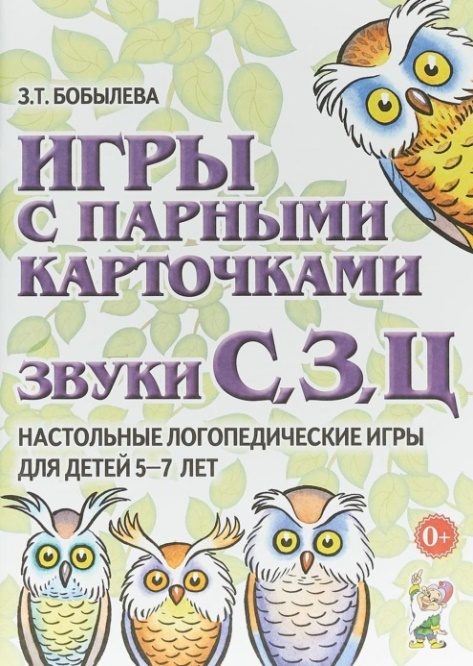 З.Т. БОБЫЛЕВА
ИГРЫ
С ПАРНЫМИ
КАРТОЧКАМИ
ЗВУКИ С, З, Ц
НАСТОЛЬНЫЕ ЛОГОПЕДИЧЕСКИЕ ИГРЫ
ДЛЯ ДЕТЕЙ 5–7 ЛЕТ
0+